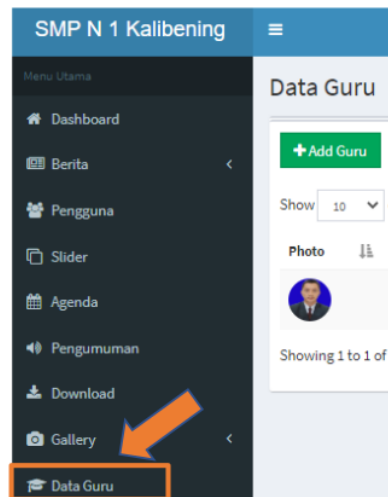 SMP N 1 Kalibening
Menu Utama
Dashboard
Berita
Pengguna
Slider
Agenda
Pengumuman
Download
Gallery
Data Guru
Data Guru
Add Guru
Show 10
Photo
Showing 1 to 1 of